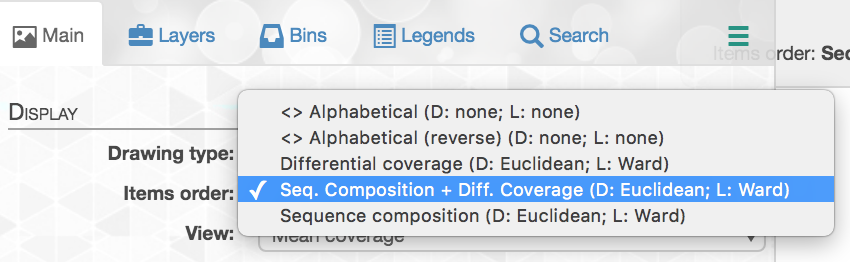 Main Layers Bins Legends Search
Items order: Sec
DISPLAY
Drawing type:
Items order:
View:
<> Alphabetical (D: none; L: none)
<> Alphabetical (reverse) (D: none; L: none)
Differential coverage (D: Euclidean; L: Ward)
✓ Seq. Composition + Diff. Coverage (D: Euclidean; L: Ward)
Sequence composition (D: Euclidean; L: Ward)
Mean coverage